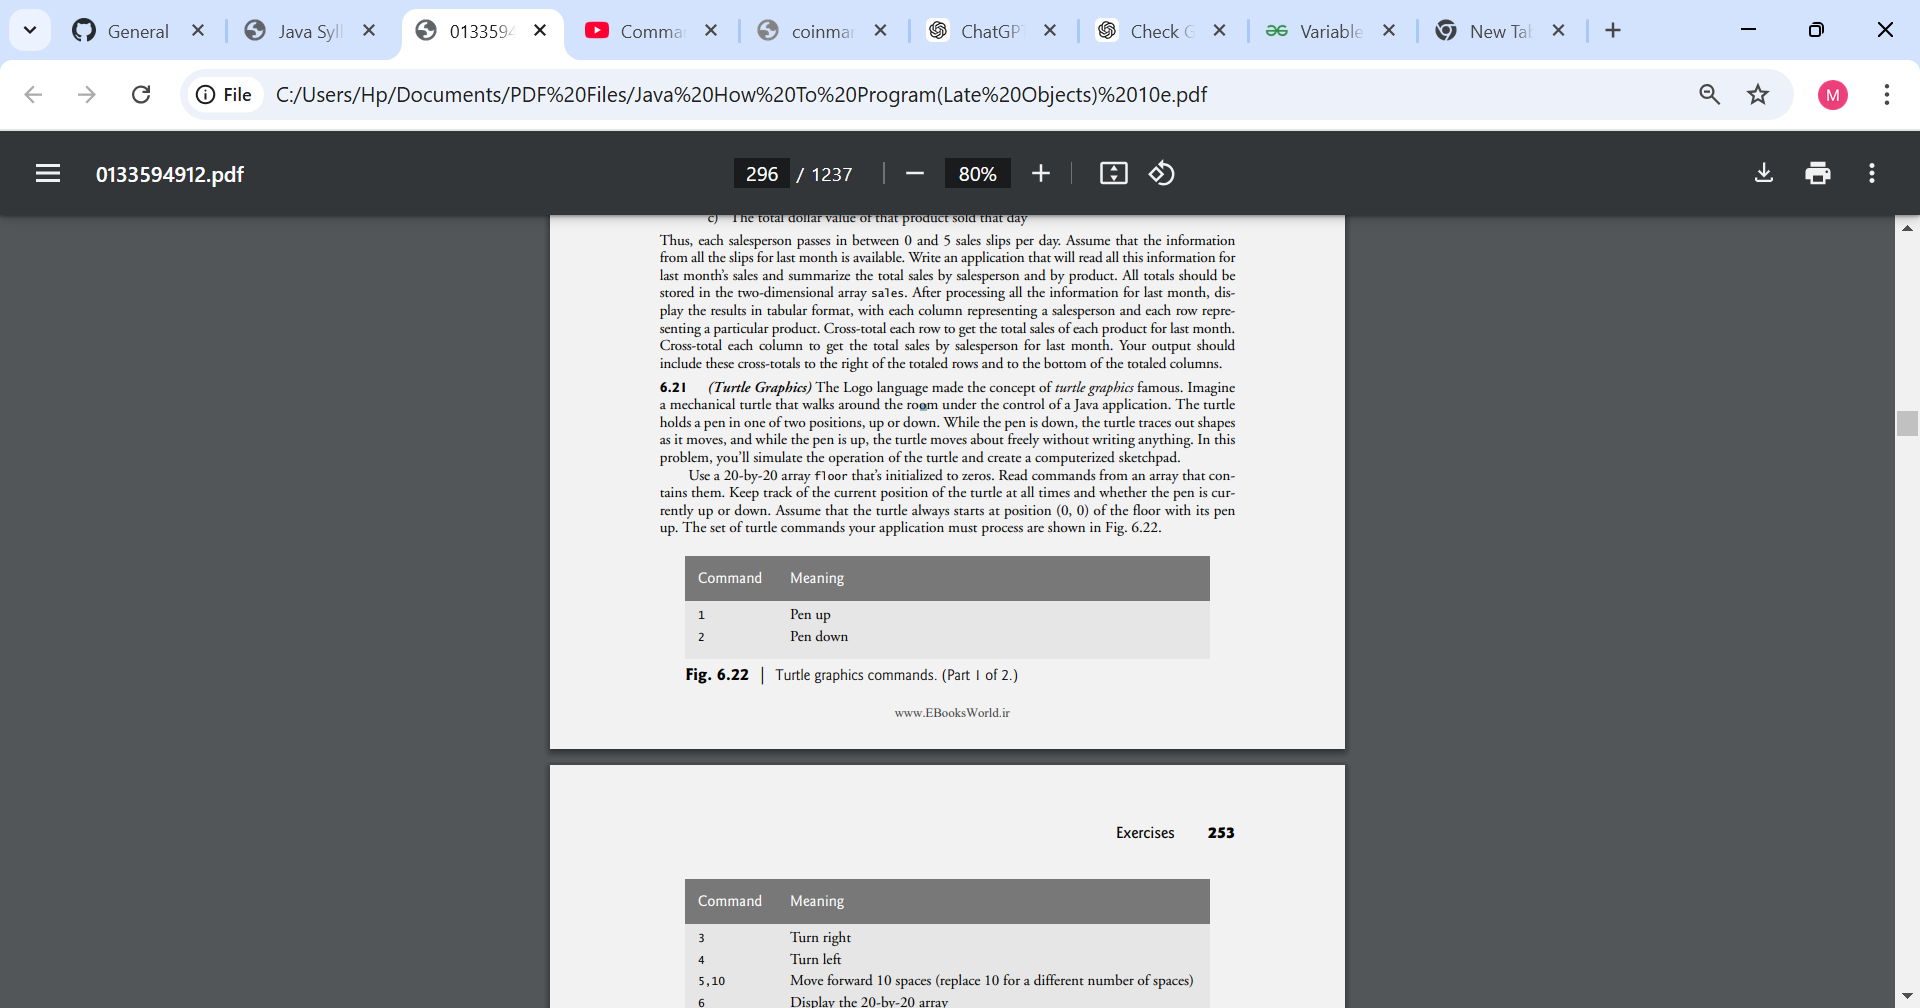 General
Java Syll
0133594
Comma
coinmar
ChatGP
Check G
Variable
New Ta
File
C:/Users/Hp/Documents/PDF%20Files/Java%20How%20To%20Program(Late%20Objects)%2010e.pdf
M
0133594912.pdf
296 / 1237
80%
c) The total dollar value of that product sold that day
Thus, each salesperson passes in between 0 and 5 sales slips per day. Assume that the information
from all the slips for last month is available. Write an application that will read all this information for
last month's sales and summarize the total sales by salesperson and by product. All totals should be
stored in the two-dimensional array sales. After processing all the information for last month, dis-
play the results in tabular format, with each column representing a salesperson and each row repre-
senting a particular product. Cross-total each row to get the total sales of each product for last month.
Cross-total each column to get the total sales by salesperson for last month. Your output should
include these cross-totals to the right of the totaled rows and to the bottom of the totaled columns.
6.21 (Turtle Graphics) The Logo language made the concept of turtle graphics famous. Imagine
a mechanical turtle that walks around the room under the control of a Java application. The turtle
holds a pen in one of two positions, up or down. While the pen is down, the turtle traces out shapes
as it moves, and while the pen is up, the turtle moves about freely without writing anything. In this
problem, you'll simulate the operation of the turtle and create a computerized sketchpad.
Use a 20-by-20 array floor that's initialized to zeros. Read commands from an array that con-
tains them. Keep track of the current position of the turtle at all times and whether the pen is cur-
rently up or down. Assume that the turtle always starts at position (0, 0) of the floor with its pen
up. The set of turtle commands your application must process are shown in Fig. 6.22.
Command Meaning
1 Pen up
2 Pen down
Fig. 6.22 | Turtle graphics commands. (Part 1 of 2.)
www.EBooksWorld.ir
Exercises 253
Command Meaning
3 Turn right
4 Turn left
5,10 Move forward 10 spaces (replace 10 for a different number of spaces)
6 Display the 20-by-20 array